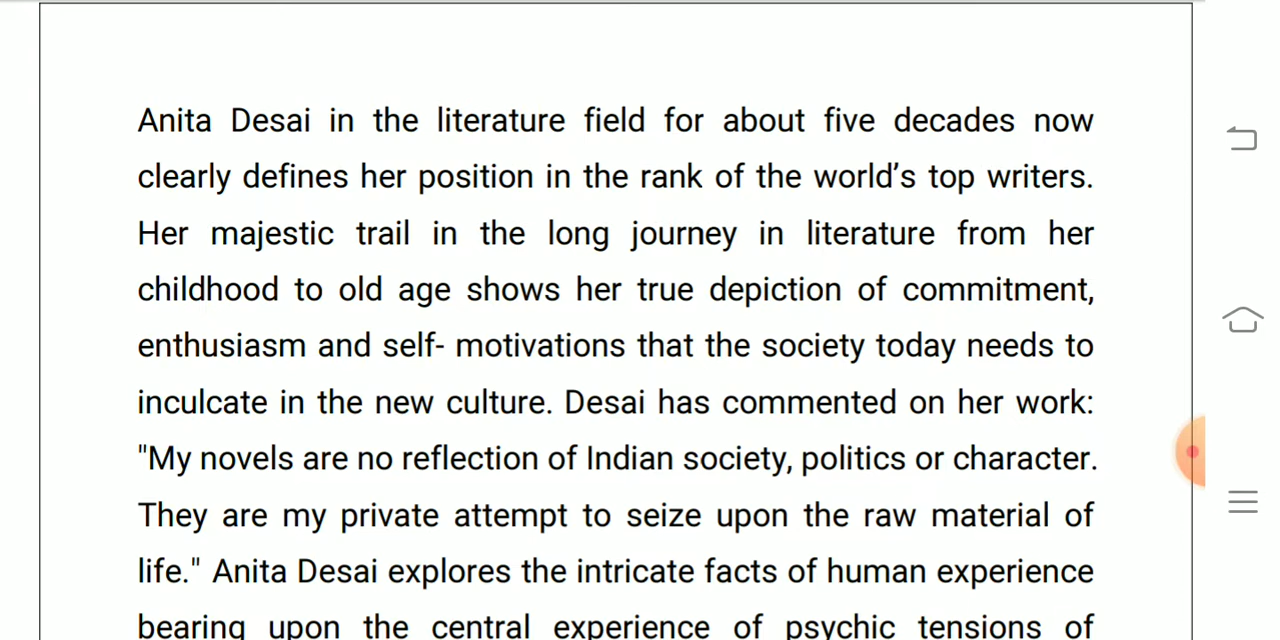 Anita Desai in the literature field for about five decades now
clearly defines her position in the rank of the world's top writers.
Her majestic trail in the long journey in literature from her
childhood to old age shows her true depiction of commitment,
enthusiasm and self- motivations that the society today needs to
inculcate in the new culture. Desai has commented on her work:
"My novels are no reflection of Indian society, politics or character.
They are my private attempt to seize upon the raw material of
life." Anita Desai explores the intricate facts of human experience
bearing upon the central experience of psychic tensions of